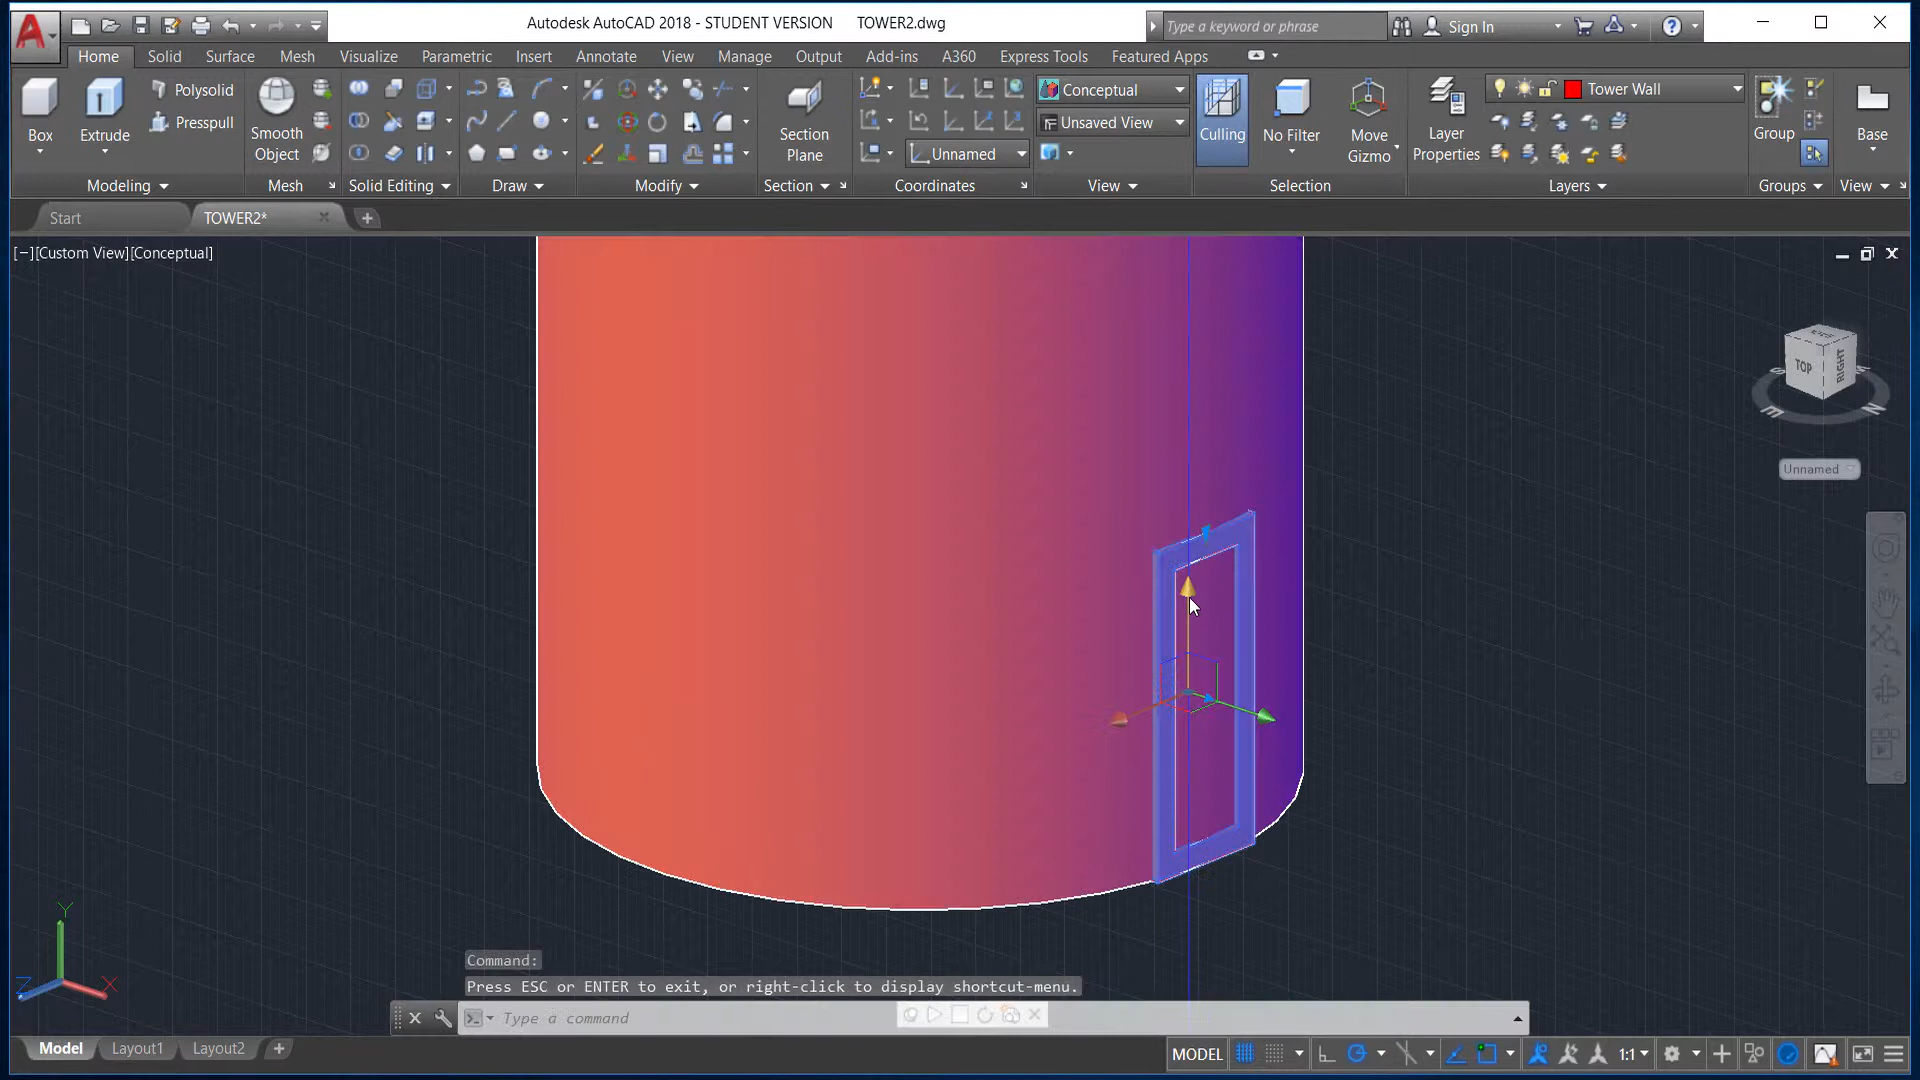 Autodesk AutoCAD 2018 - STUDENT VERSION TOWER2.dwg
Type a keyword or phrase
Sign In
Home Solid Surface Mesh Visualize Parametric Insert Annotate View Manage Output Add-ins A360 Express Tools Featured Apps
Box
Extrude
Polysolid
Presspull
Smooth
Object
Section
Plane
Unnamed
Conceptual
Unsaved View
Culling
No Filter
Move
Gizmo
Layer
Properties
Tower Wall
Group
Base
Modeling Mesh Solid Editing Draw Modify Section Coordinates View Selection Layers Groups View
Start TOWER2*
[−][Custom View][Conceptual]
TOP RIGHT
E N
Unnamed
Y
Z X
Command:
Press ESC or ENTER to exit, or right-click to display shortcut-menu.
Type a command
Model Layout1 Layout2
MODEL 1:1